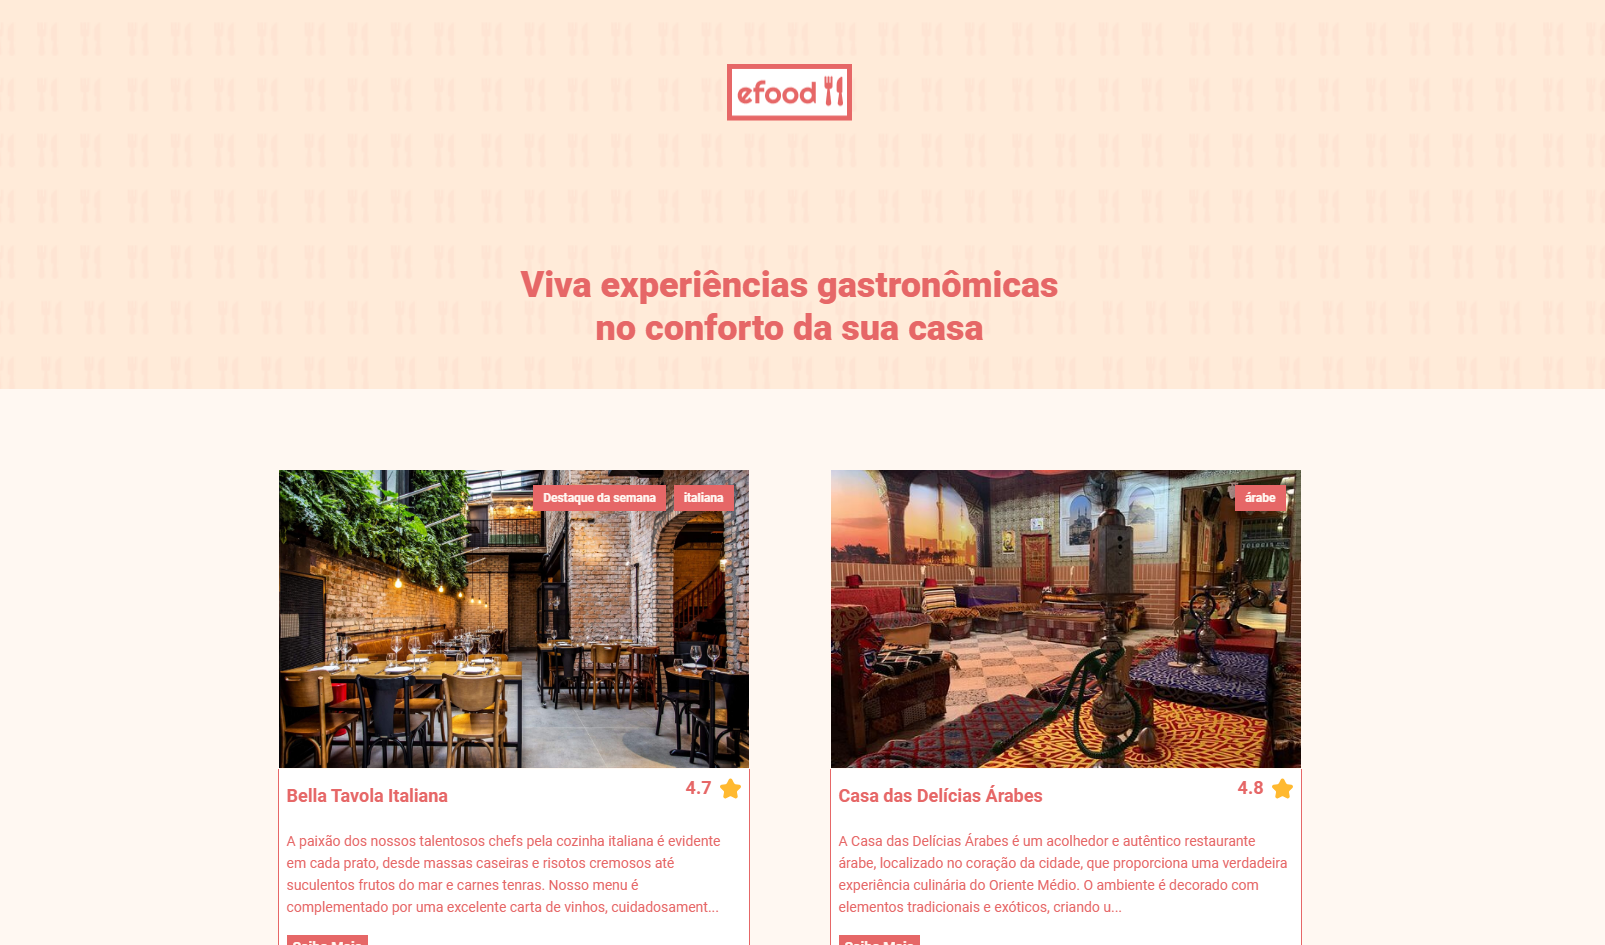 efood
Viva experiências gastronômicas
no conforto da sua casa
Destaque da semana
italiana
Bella Tavola Italiana
4.7
A paixão dos nossos talentosos chefs pela cozinha italiana é evidente
em cada prato, desde massas caseiras e risotos cremosos até
suculentos frutos do mar e carnes tenras. Nosso menu é
complementado por uma excelente carta de vinhos, cuidadosament...
Saiba Mais
árabe
Casa das Delícias Árabes
4.8
A Casa das Delícias Árabes é um acolhedor e autêntico restaurante
árabe, localizado no coração da cidade, que proporciona uma verdadeira
experiência culinária do Oriente Médio. O ambiente é decorado com
elementos tradicionais e exóticos, criando u...
Saiba Mais